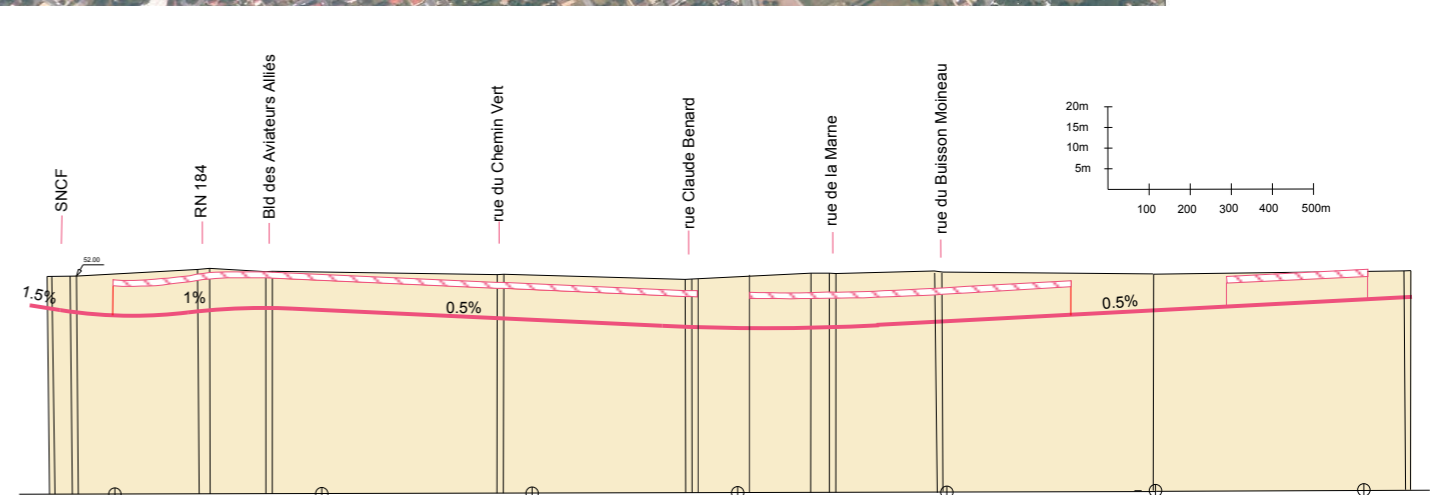 SNCF
RN 184
Bld des Aviateurs Alliés
rue du Chemin Vert
rue Claude Benard
rue de la Marne
rue du Buisson Moineau
20m
15m
10m
5m
100 200 300 400 500m
52.00
1.5%
1%
0.5%
0.5%